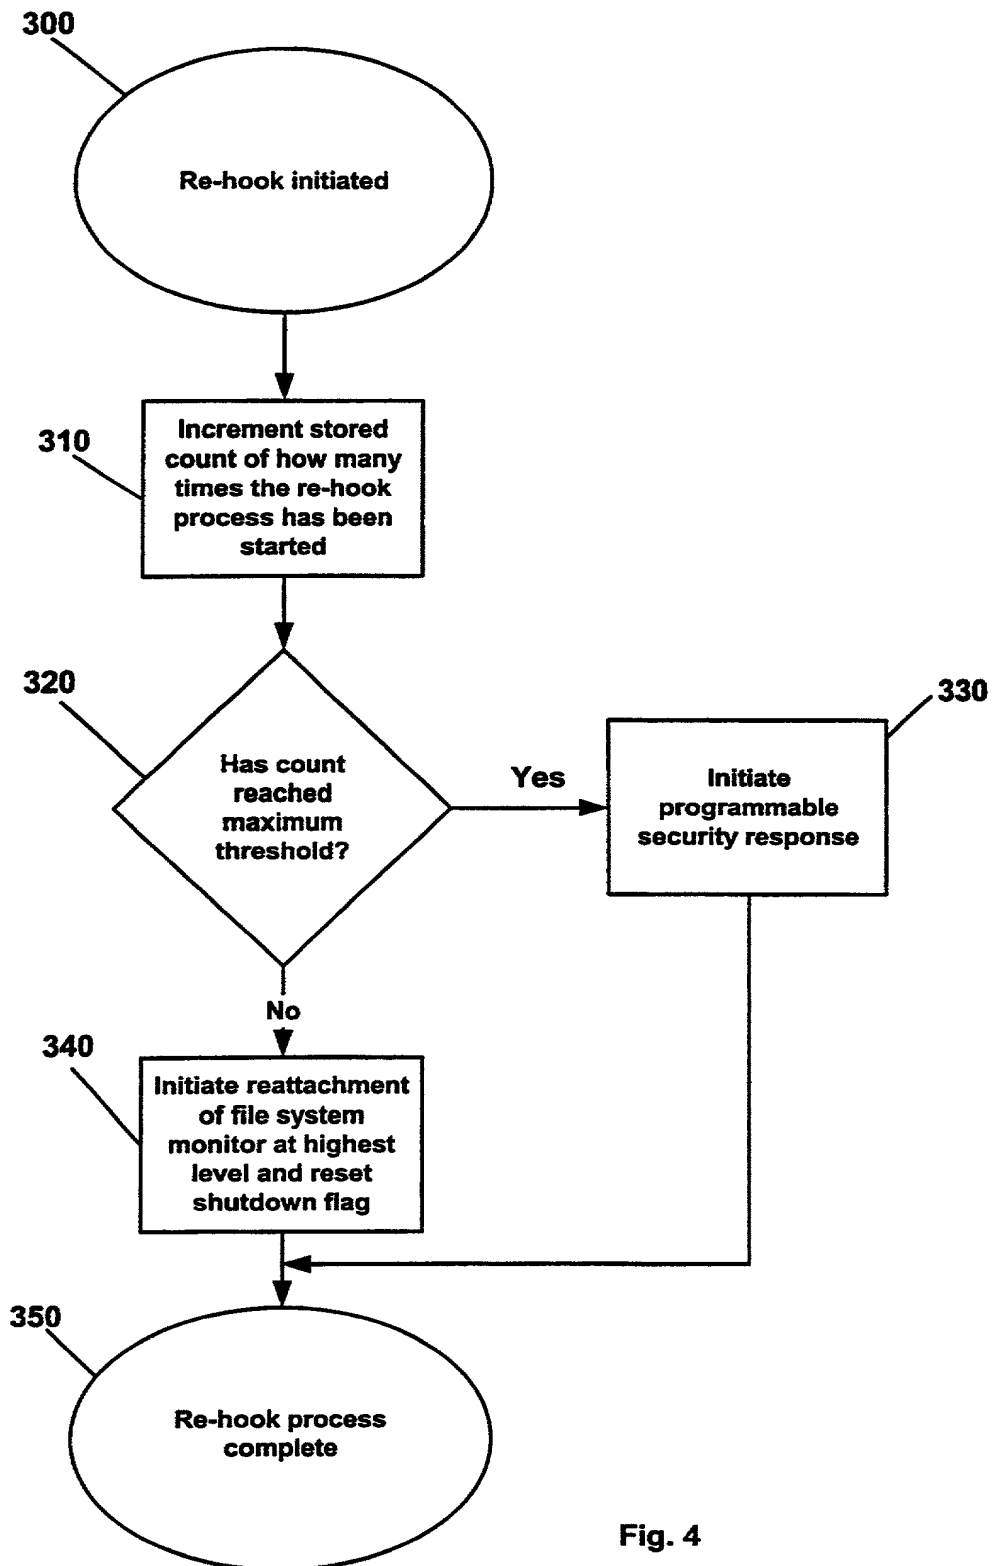 300
Re-hook initiated
310
Increment stored
count of how many
times the re-hook
process has been
started
320
Has count
reached
maximum
threshold?
Yes
330
Initiate
programmable
security response
No
340
Initiate reattachment
of file system
monitor at highest
level and reset
shutdown flag
350
Re-hook process
complete
Fig. 4